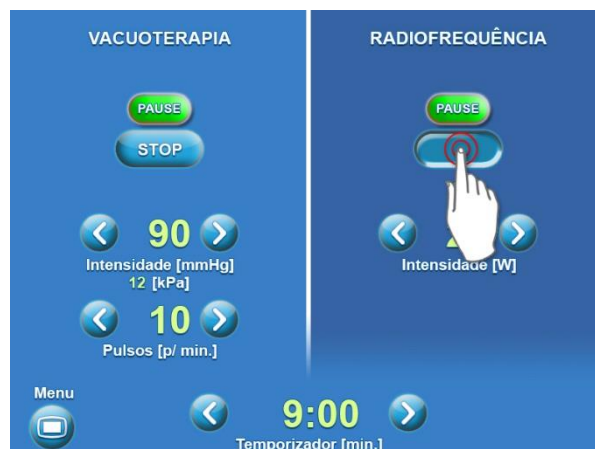 VACUOTERAPIA
PAUSE
STOP
90
Intensidade [mmHg]
12 [kPa]
10
Pulsos [p/ min.]
RADIOFREQUÊNCIA
PAUSE
Intensidade [W]
Menu
9:00
Temporizador [min.]